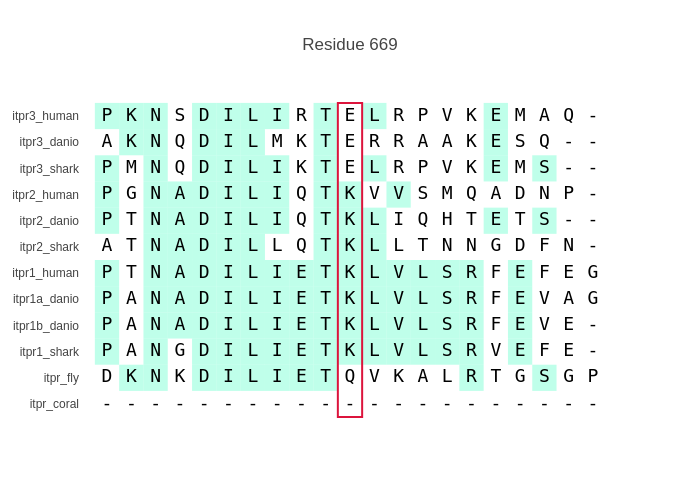 Residue 669
itpr3_human P K N S D I L I R T E L R P V K E M A Q -
itpr3_danio A K N Q D I L M K T E R R A A K E S Q - -
itpr3_shark P M N Q D I L I K T E L R P V K E M S - -
itpr2_human P G N A D I L I Q T K V V S M Q A D N P -
itpr2_danio P T N A D I L I Q T K L I Q H T E T S - -
itpr2_shark A T N A D I L L Q T K L L T N N G D F N -
itpr1_human P T N A D I L I E T K L V L S R F E F E G
itpr1a_danio P A N A D I L I E T K L V L S R F E V A G
itpr1b_danio P A N A D I L I E T K L V L S R F E V E -
itpr1_shark P A N G D I L I E T K L V L S R V E F E -
itpr_fly D K N K D I L I E T Q V K A L R T G S G P
itpr_coral - - - - - - - - - - - - - - - - - - - - -